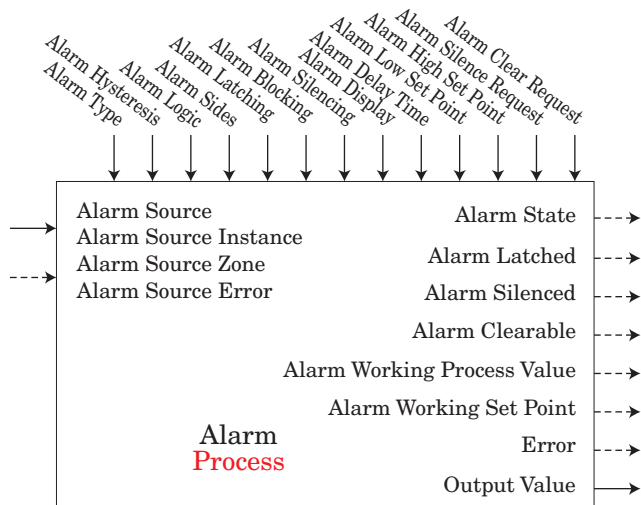 Alarm Type
Alarm Hysteresis
Alarm Logic
Alarm Sides
Alarm Latching
Alarm Blocking
Alarm Silencing
Alarm Display
Alarm Delay Time
Alarm Low Set Point
Alarm High Set Point
Alarm Silence Request
Alarm Clear Request
Alarm Source
Alarm Source Instance
Alarm Source Zone
Alarm Source Error
Alarm State
Alarm Latched
Alarm Silenced
Alarm Clearable
Alarm Working Process Value
Alarm Working Set Point
Error
Output Value
Alarm
Process